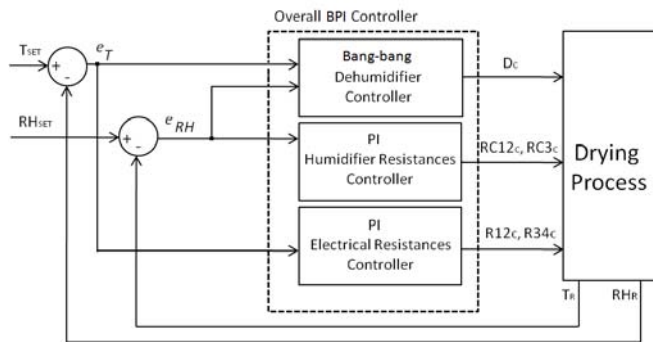 Overall BPI Controller
TSET
eT
+
-
Bang-bang
Dehumidifier
Controller
DC
RHSET
eRH
+
-
PI
Humidifier Resistances
Controller
RC12C, RC3C
Drying
Process
PI
Electrical Resistances
Controller
R12C, R34C
TR
RHR